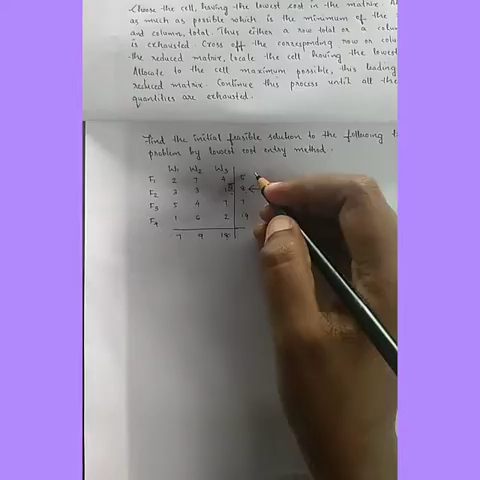 Choose the cell, having the lowest cost in the matrix.
as much as possible which is the minimum of the
and column, total. Thus either a row total or a
is exhausted. Cross off the corresponding row or
the reduced matrix, locate the cell having the
Allocate to the cell maximum possible, this leading
reduced matrix. Continue this process until all the
quantities are exhausted.
Find the initial feasible solution to the following
problem by lowest cost entry method.
W1 W2 W3
F1 2 7 4 5
F2 3 3 1 8 8
F3 5 4 7 7
F4 1 6 2 14
7 9 18